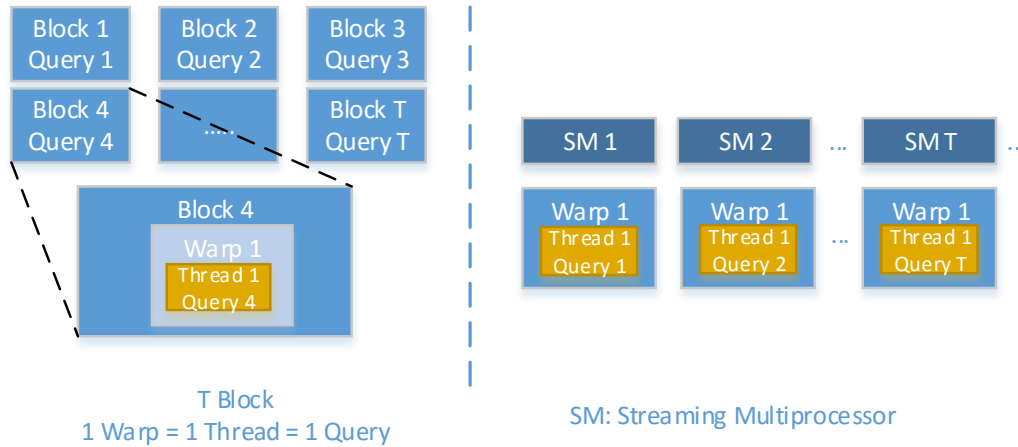 Block 1
Query 1
Block 2
Query 2
Block 3
Query 3
Block 4
Query 4
.....
Block T
Query T
Block 4
Warp 1
Thread 1
Query 4
T Block
1 Warp = 1 Thread = 1 Query
SM 1
SM 2
...
SM T
...
Warp 1
Thread 1
Query 1
Warp 1
Thread 1
Query 2
...
Warp 1
Thread 1
Query T
SM: Streaming Multiprocessor